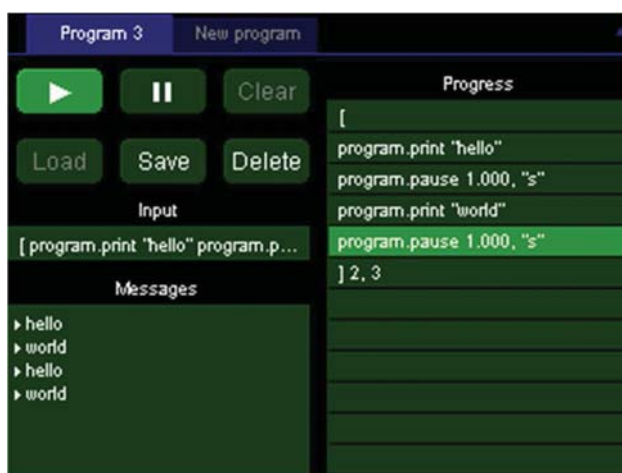 Program 3
New program
Clear
Load
Save
Delete
Input
[ program.print "hello" program.p...
Messages
hello
world
hello
world
Progress
[
program.print "hello"
program.pause 1.000, "s"
program.print "world"
program.pause 1.000, "s"
] 2, 3